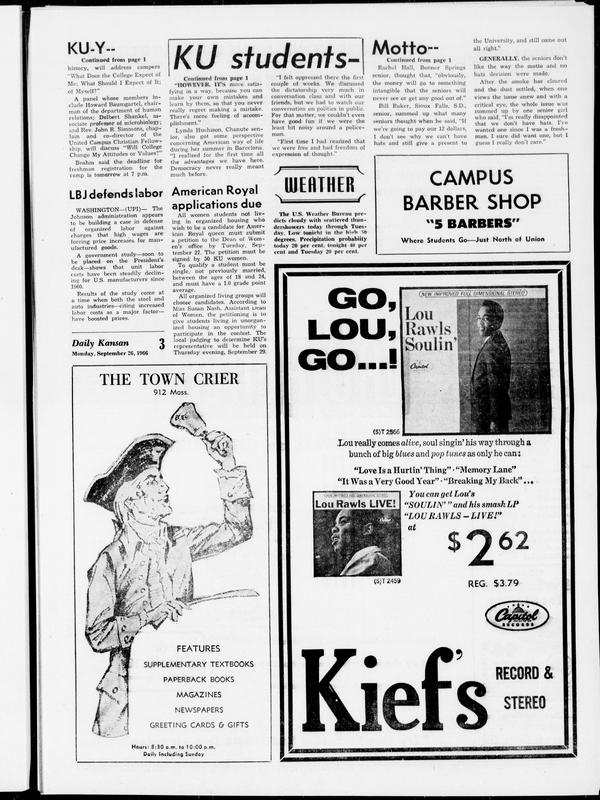 KU-Y--
Continued from page 1
history, will address campers
"What Does the College Expect of
Me: What Should I Expect of It;
of Myself?"
A panel whose members in-
clude Howard Baumgartel, chair-
man of the department of human
relations; Delbert Shankel, as-
sociate professor of microbiology;
and Rev. John R. Simmons, chap-
lain and co-director of the
United Campus Christian Fellow-
ship, will discuss "Will College
Change My Attitudes or Values?"
Brahm said the deadline for
freshman registration for the
camp is tomorrow at 7 p.m.
LBJ defends labor
WASHINGTON—(UPI)— The
Johnson administration appears
to be building a case in defense
of organized labor against
charges that high wages are
forcing price increases for man-
ufactured goods.
A government study—soon to
be placed on the President's
desk—shows that unit labor
costs have been steadily declin-
ing for U.S. manufacturers since
1960.
Results of the study come at
a time when both the steel and
auto industries—citing increased
labor costs as a major factor—
have boosted prices.
Daily Kansan 3
Monday, September 26, 1966
KU students-
Continued from page 1
"HOWEVER, IT'S more satis-
fying in a way, because you can
make your own mistakes and
learn by them, so that you never
really regret making a mistake.
There's more feeling of accom-
plishment."
Lynda Huchison, Chanute sen-
ior, also got some perspective
concerning American way of life
during her summer in Barcelona.
"I realized for the first time all
the advantages we have here.
Democracy never really meant
much before.
"I felt oppressed there the first
couple of weeks. We discussed
the dictatorship very much in
conversation class and with our
friends, but we had to watch our
conversation on politics in public.
For that matter, we couldn't even
have good fun if we were the
least bit noisy around a police-
man.
"First time I had realized that
we were free and had freedom of
expression of thought."
American Royal
applications due
All women students not liv-
ing in organized housing who
wish to be a candidate for Amer-
ican Royal queen must submit
a petition to the Dean of Wom-
en's office by Tuesday, Sep-
tember 27. The petition must be
signed by 50 KU women.
To qualify a student must be
single, not previously married,
between the ages of 18 and 24,
and must have a 1.0 grade point
average.
All organized living groups will
choose candidates. According to
Miss Susan Nash, Assistant Dean
of Women, the petitioning is to
give students living in unorgan-
ized housing an opportunity to
participate in the contest. The
local judging to determine KU's
representative will be held on
Thursday evening, September 29.
WEATHER
The U.S. Weather Bureau pre-
dicts cloudy with scattered thun-
dershowers today through Tues-
day. Low tonight in the high 50
degrees. Precipitation probability
today 20 per cent, tonight 40 per
cent and Tuesday 20 per cent.
Motto--
Continued from page 1
Rachel Hall, Bonner Springs
senior, thought that, "obviously,
the money will go to something
intangible that the seniors will
never see or get any good out of."
Bill Baker, Sioux Falls, S.D.,
senior, summed up what many
seniors thought when he said, "If
we're going to pay our 12 dollars,
I don't see why we can't have
hats and still give a present to
the University, and still come out
all right."
GENERALLY, the seniors don't
like the way the motto and no
hats decision were made.
After the smoke has cleared
and the dust settled, when one
views the issue anew and with a
critical eye, the whole issue was
summed up by one senior girl
who said, "I'm really disappointed
that we don't have hats. I've
wanted one since I was a fresh-
man. I sure did want one, but I
guess I really don't care."
CAMPUS
BARBER SHOP
"5 BARBERS"
Where Students Go—Just North of Union
THE TOWN CRIER
912 Mass.
FEATURES
SUPPLEMENTARY TEXTBOOKS
PAPERBACK BOOKS
MAGAZINES
NEWSPAPERS
GREETING CARDS & GIFTS
Hours: 8:30 a.m. to 10:00 p.m.
Daily Including Sunday
GO,
LOU,
GO...!
NEW IMPROVED FULL DIMENSIONAL STEREO
Lou
Rawls
Soulin'
Capitol
(S)T 2566
Lou really comes alive, soul singin' his way through a
bunch of big blues and pop tunes as only he can:
"Love Is a Hurtin' Thing" · "Memory Lane"
"It Was a Very Good Year" · "Breaking My Back"...
Lou Rawls LIVE!
(S)T 2459
You can get Lou's
"SOULIN'" and his smash LP
"LOU RAWLS – LIVE!"
at
$2.62
REG. $3.79
Capitol
RECORDS
Kief's
RECORD &
STEREO